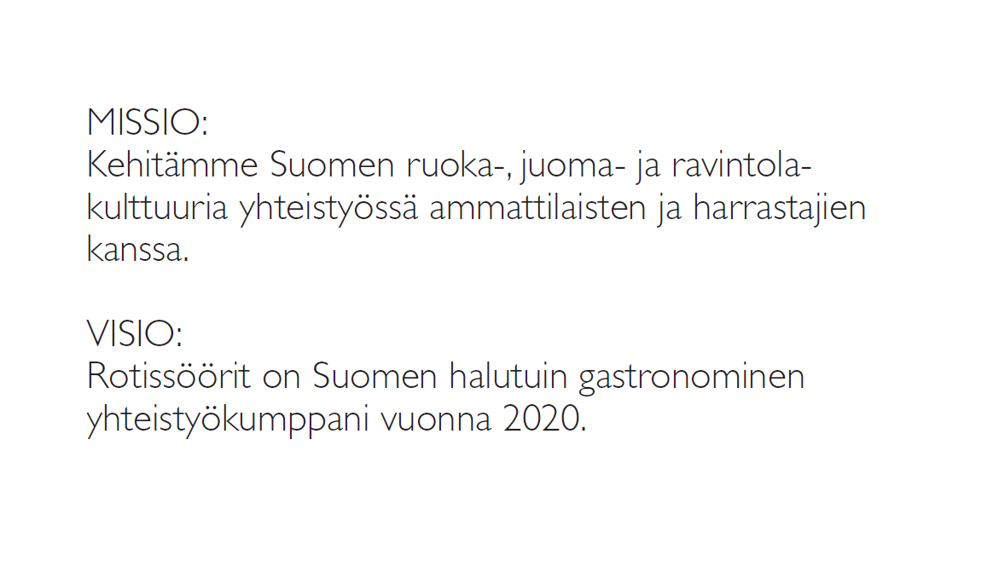 MISSIO:
Kehitämme Suomen ruoka-, juoma- ja ravintola-
kulttuuria yhteistyössä ammattilaisten ja harrastajien
kanssa.
VISIO:
Rotissöörit on Suomen halutuin gastronominen
yhteistyökumppani vuonna 2020.